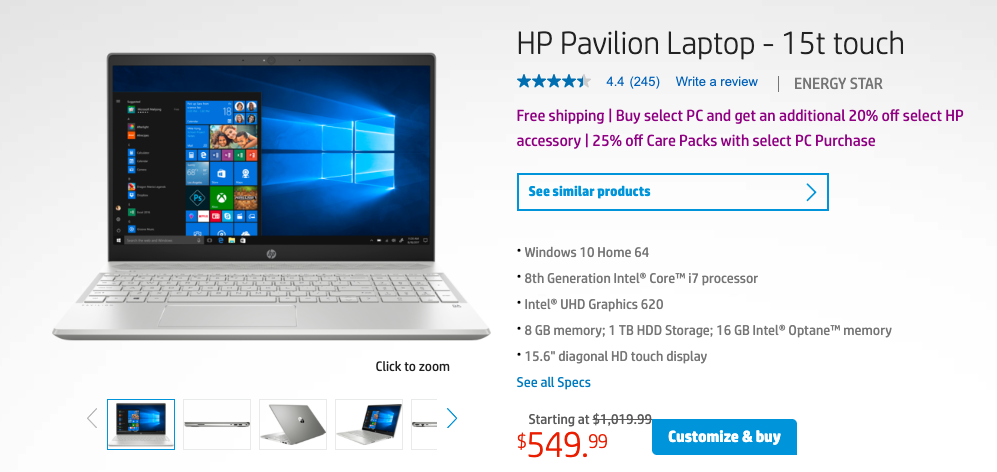 HP Pavilion Laptop - 15t touch
4.4 (245) Write a review | ENERGY STAR
Free shipping | Buy select PC and get an additional 20% off select HP
accessory | 25% off Care Packs with select PC Purchase
See similar products
• Windows 10 Home 64
• 8th Generation Intel® Core™ i7 processor
• Intel® UHD Graphics 620
• 8 GB memory; 1 TB HDD Storage; 16 GB Intel® Optane™ memory
• 15.6" diagonal HD touch display
Click to zoom
See all Specs
Starting at $1,019.99
$549.99
Customize & buy